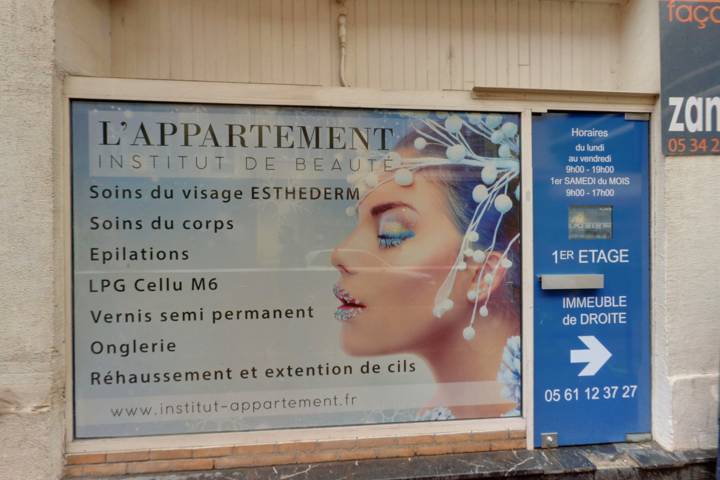 L'APPARTEMENT
INSTITUT DE BEAUTÉ
Soins du visage ESTHEDERM
Soins du corps
Epilations
LPG Cellu M6
Vernis semi permanent
Onglerie
Réhaussement et extention de cils
www.institut-appartement.fr
Horaires
du lundi
au vendredi
9h00 - 19h00
1er SAMEDI du MOIS
9h00 - 17h00
1ER ETAGE
IMMEUBLE
de DROITE
05 61 12 37 27
faço
zan
05 34 2